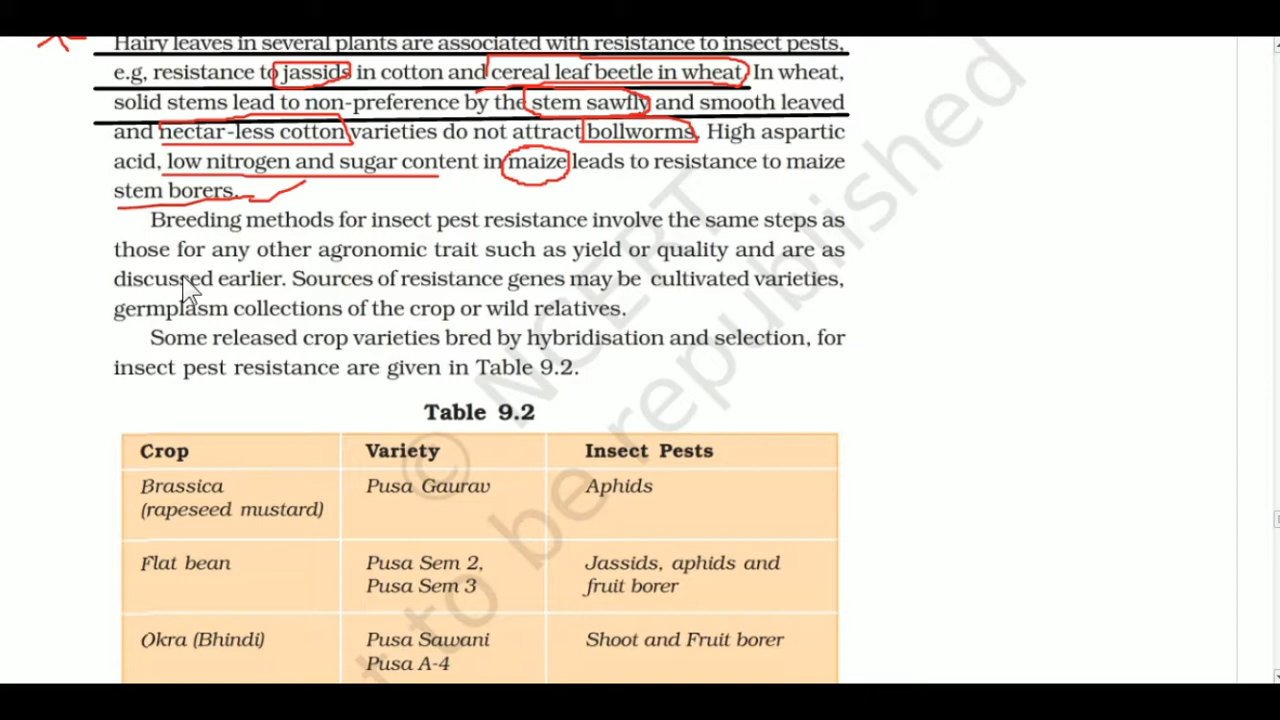 Hairy leaves in several plants are associated with resistance to insect pests,
e.g, resistance to jassids in cotton and cereal leaf beetle in wheat. In wheat,
solid stems lead to non-preference by the stem sawfly and smooth leaved
and nectar-less cotton varieties do not attract bollworms. High aspartic
acid, low nitrogen and sugar content in maize leads to resistance to maize
stem borers.
Breeding methods for insect pest resistance involve the same steps as
those for any other agronomic trait such as yield or quality and are as
discussed earlier. Sources of resistance genes may be cultivated varieties,
germplasm collections of the crop or wild relatives.
Some released crop varieties bred by hybridisation and selection, for
insect pest resistance are given in Table 9.2.
Table 9.2
Crop Variety Insect Pests
Brassica Pusa Gaurav Aphids
(rapeseed mustard)
Flat bean Pusa Sem 2, Jassids, aphids and
Pusa Sem 3 fruit borer
Okra (Bhindi) Pusa Sawani Shoot and Fruit borer
Pusa A-4
© NCERT
to be republished